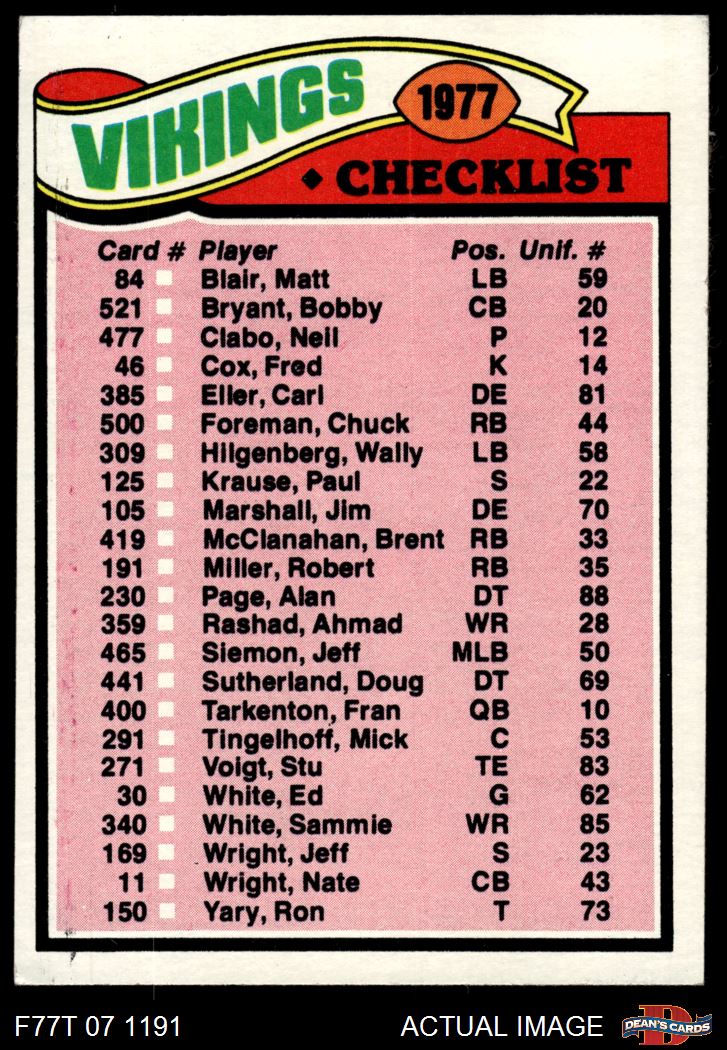 VIKINGS
1977
◆ CHECKLIST
Card # Player Pos. Unif. #
84 Blair, Matt LB 59
521 Bryant, Bobby CB 20
477 Clabo, Neil P 12
46 Cox, Fred K 14
385 Eller, Carl DE 81
500 Foreman, Chuck RB 44
309 Hilgenberg, Wally LB 58
125 Krause, Paul S 22
105 Marshall, Jim DE 70
419 McClanahan, Brent RB 33
191 Miller, Robert RB 35
230 Page, Alan DT 88
359 Rashad, Ahmad WR 28
465 Siemon, Jeff MLB 50
441 Sutherland, Doug DT 69
400 Tarkenton, Fran QB 10
291 Tingelhoff, Mick C 53
271 Voigt, Stu TE 83
30 White, Ed G 62
340 White, Sammie WR 85
169 Wright, Jeff S 23
11 Wright, Nate CB 43
150 Yary, Ron T 73
F77T 07 1191 ACTUAL IMAGE D DEAN'S CARDS